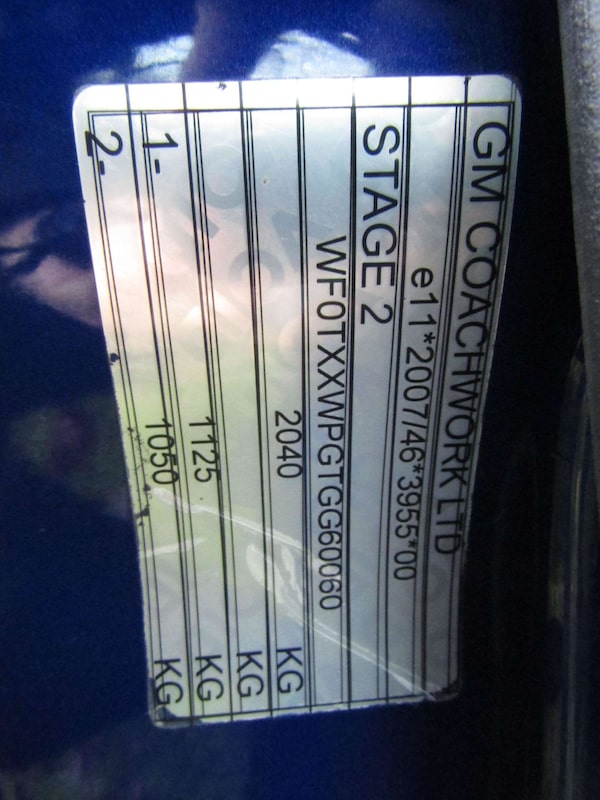 GM COACHWORK LTD
e11*2007/46*3955*00
STAGE 2
WF0TXXWPGTGG60060
2040 KG
KG
1- 1125 KG
2- 1050 KG